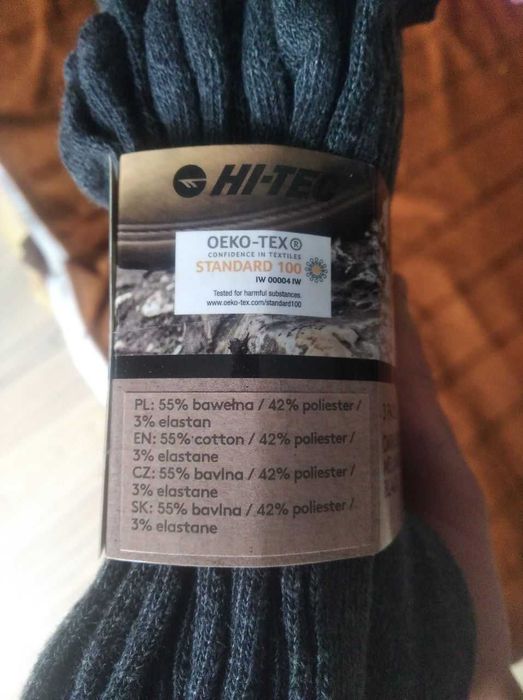 HI-TEC
OEKO-TEX®
CONFIDENCE IN TEXTILES
STANDARD 100
IW 00004 IW
Tested for harmful substances.
www.oeko-tex.com/standard100
PL: 55% bawełna / 42% poliester /
3% elastan
EN: 55% cotton / 42% poliester /
3% elastane
CZ: 55% bavlna / 42% poliester /
3% elastane
SK: 55% bavlna / 42% poliester /
3% elastane